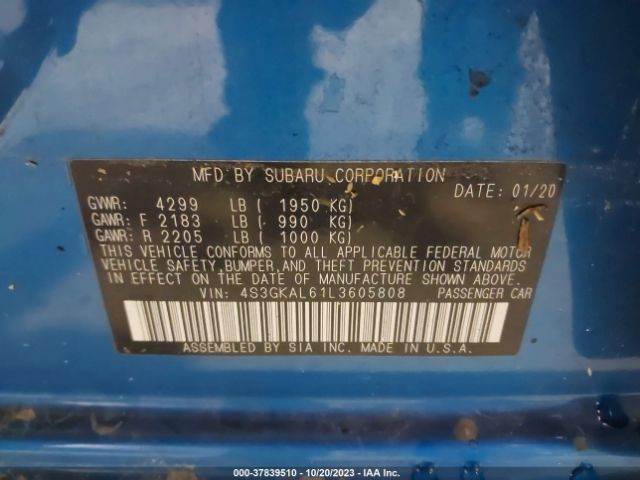 MFD BY SUBARU CORPORATION
DATE: 01/20
GVWR: 4299 LB ( 1950 KG)
GAWR: F 2183 LB ( 990 KG)
GAWR: R 2205 LB ( 1000 KG)
THIS VEHICLE CONFORMS TO ALL APPLICABLE FEDERAL MOTOR
VEHICLE SAFETY, BUMPER, AND THEFT PREVENTION STANDARDS
IN EFFECT ON THE DATE OF MANUFACTURE SHOWN ABOVE.
VIN: 4S3GKAL61L3605808 PASSENGER CAR
ASSEMBLED BY SIA INC. MADE IN U.S.A.
000-37839510 - 10/20/2023 - IAA Inc.